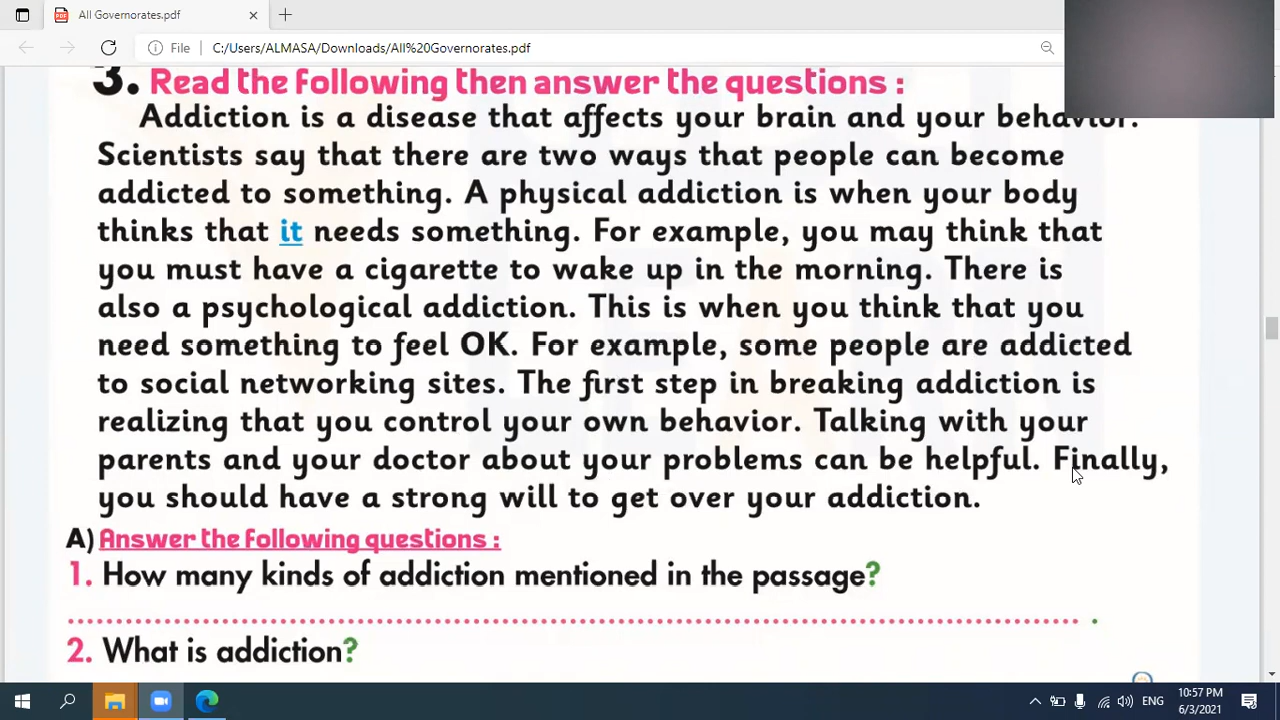 All Governorates.pdf
File
C:/Users/ALMASA/Downloads/All%20Governorates.pdf
3. Read the following then answer the questions :
Addiction is a disease that affects your brain and your behavior.
Scientists say that there are two ways that people can become
addicted to something. A physical addiction is when your body
thinks that it needs something. For example, you may think that
you must have a cigarette to wake up in the morning. There is
also a psychological addiction. This is when you think that you
need something to feel OK. For example, some people are addicted
to social networking sites. The first step in breaking addiction is
realizing that you control your own behavior. Talking with your
parents and your doctor about your problems can be helpful. Finally,
you should have a strong will to get over your addiction.
A) Answer the following questions :
1. How many kinds of addiction mentioned in the passage?
2. What is addiction?
ENG
10:57 PM
6/3/2021